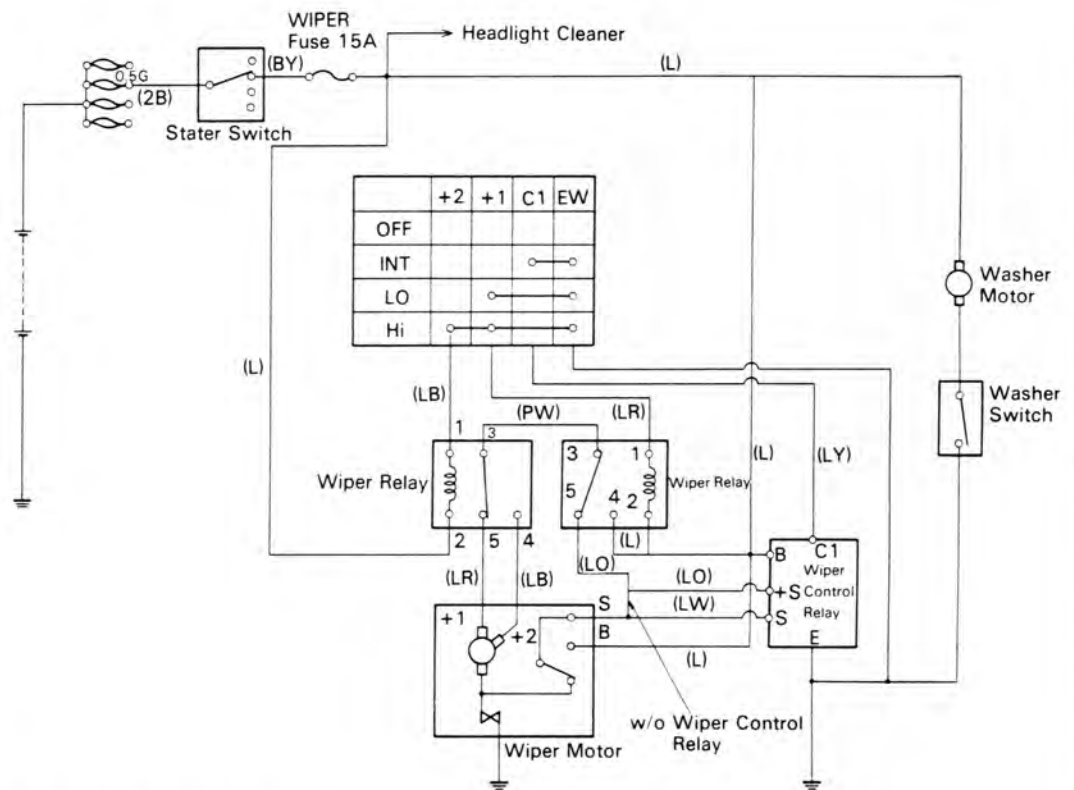 WIPER
Fuse 15A
Headlight Cleaner
0.5G
(BY)
(L)
(2B)
Stater Switch
+2 +1 C1 EW
OFF
INT
LO
Hi
Washer
Motor
(L)
(LB)
(PW)
(LR)
Washer
Switch
1 3
3 1
(L)
(LY)
Wiper Relay
5 4 2
Wiper Relay
2 5 4
(L)
B C1
Wiper
Control
Relay
(LO)
(LO)
+S
(LR)
(LB)
S
(LW)
S
+1
+2
B
E
(L)
w/o Wiper Control
Relay
Wiper Motor